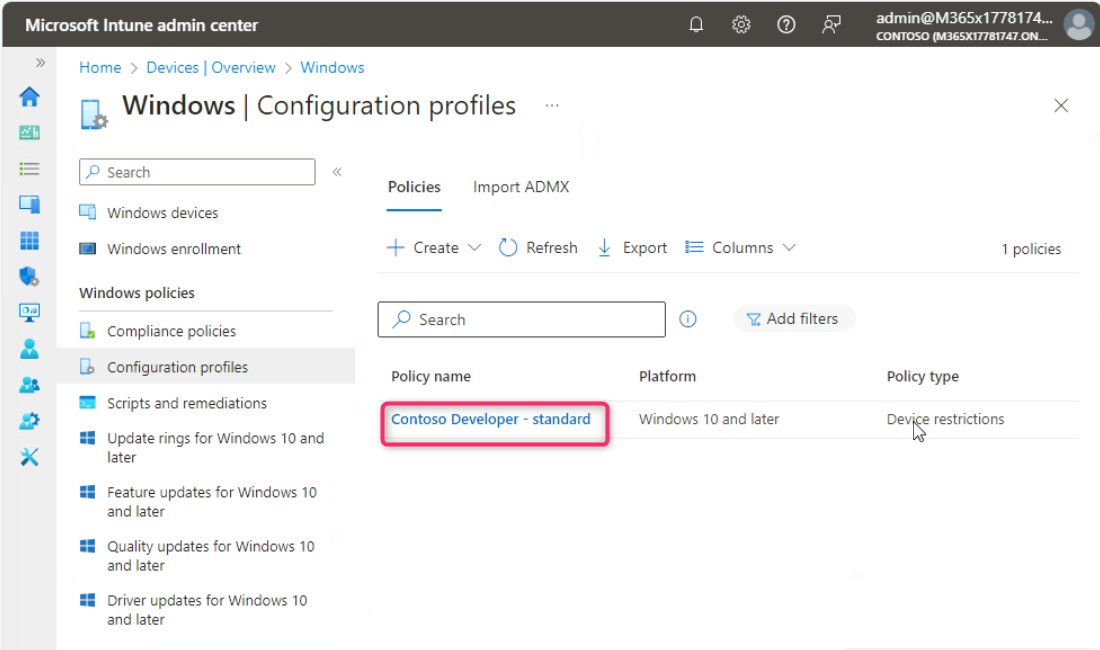 Microsoft Intune admin center
admin@M365x1778174...
CONTOSO (M365X17781747.ON...
Home > Devices | Overview > Windows
Windows | Configuration profiles ...
Search
Policies Import ADMX
Windows devices
Windows enrollment
Create Refresh Export Columns 1 policies
Windows policies
Search Add filters
Compliance policies
Configuration profiles
Policy name Platform Policy type
Scripts and remediations
Contoso Developer - standard Windows 10 and later Device restrictions
Update rings for Windows 10 and
later
Feature updates for Windows 10
and later
Quality updates for Windows 10
and later
Driver updates for Windows 10
and later